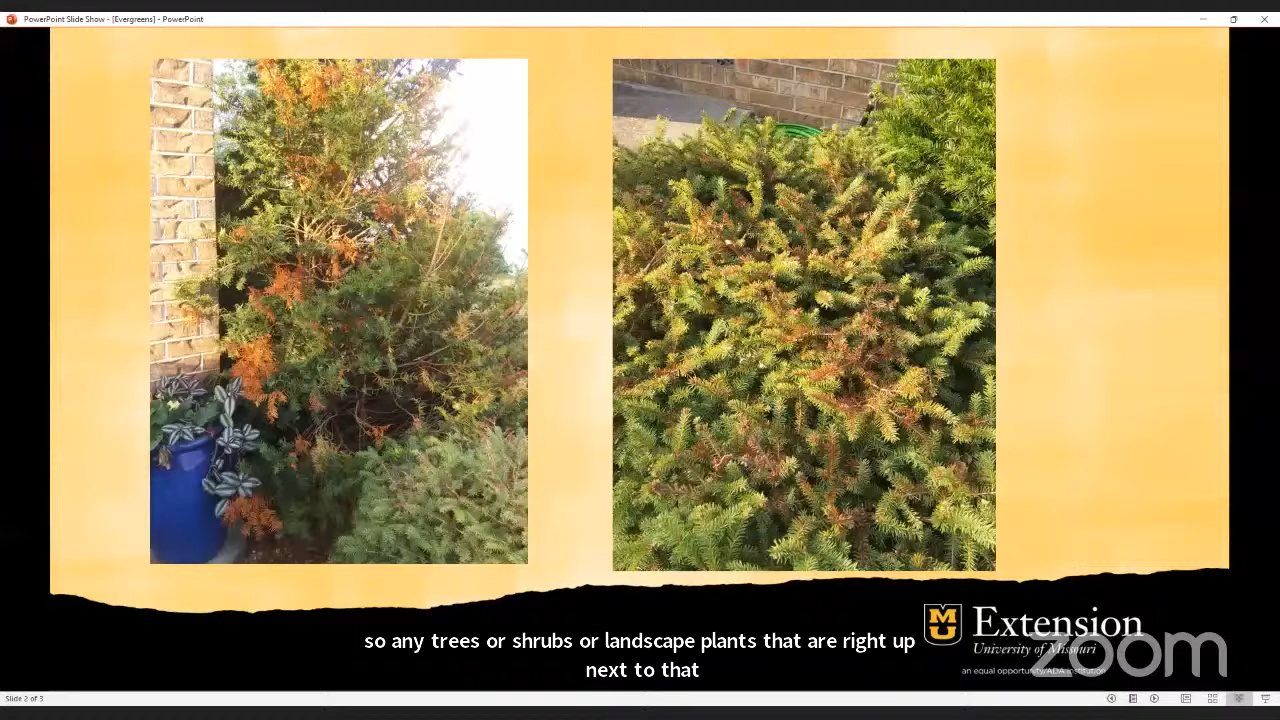 PowerPoint Slide Show - [Evergreens] - PowerPoint
so any trees or shrubs or landscape plants that are right up
next to that
MU
Extension
University of Missouri
an equal opportunity/ADA institution
zoom
Slide 2 of 3